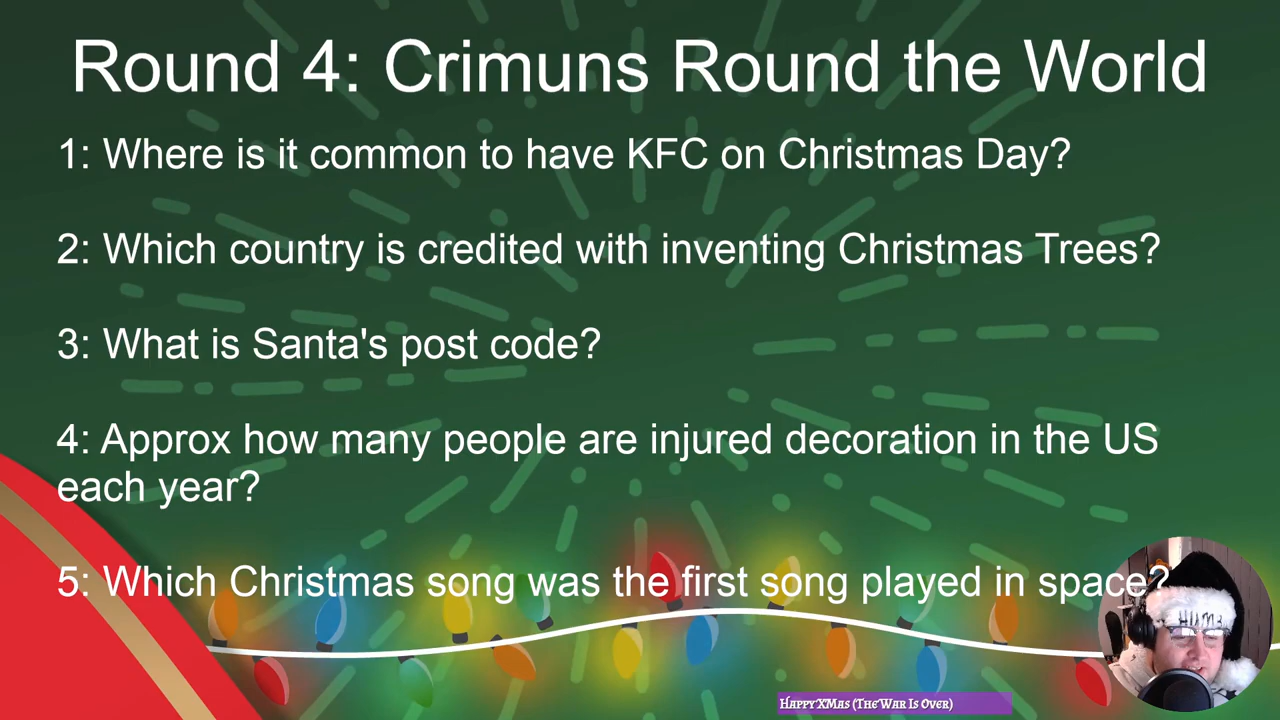 Round 4: Crimuns Round the World
1: Where is it common to have KFC on Christmas Day?
2: Which country is credited with inventing Christmas Trees?
3: What is Santa's post code?
4: Approx how many people are injured decoration in the US
each year?
5: Which Christmas song was the first song played in space?
Happy XMas (The War Is Over)